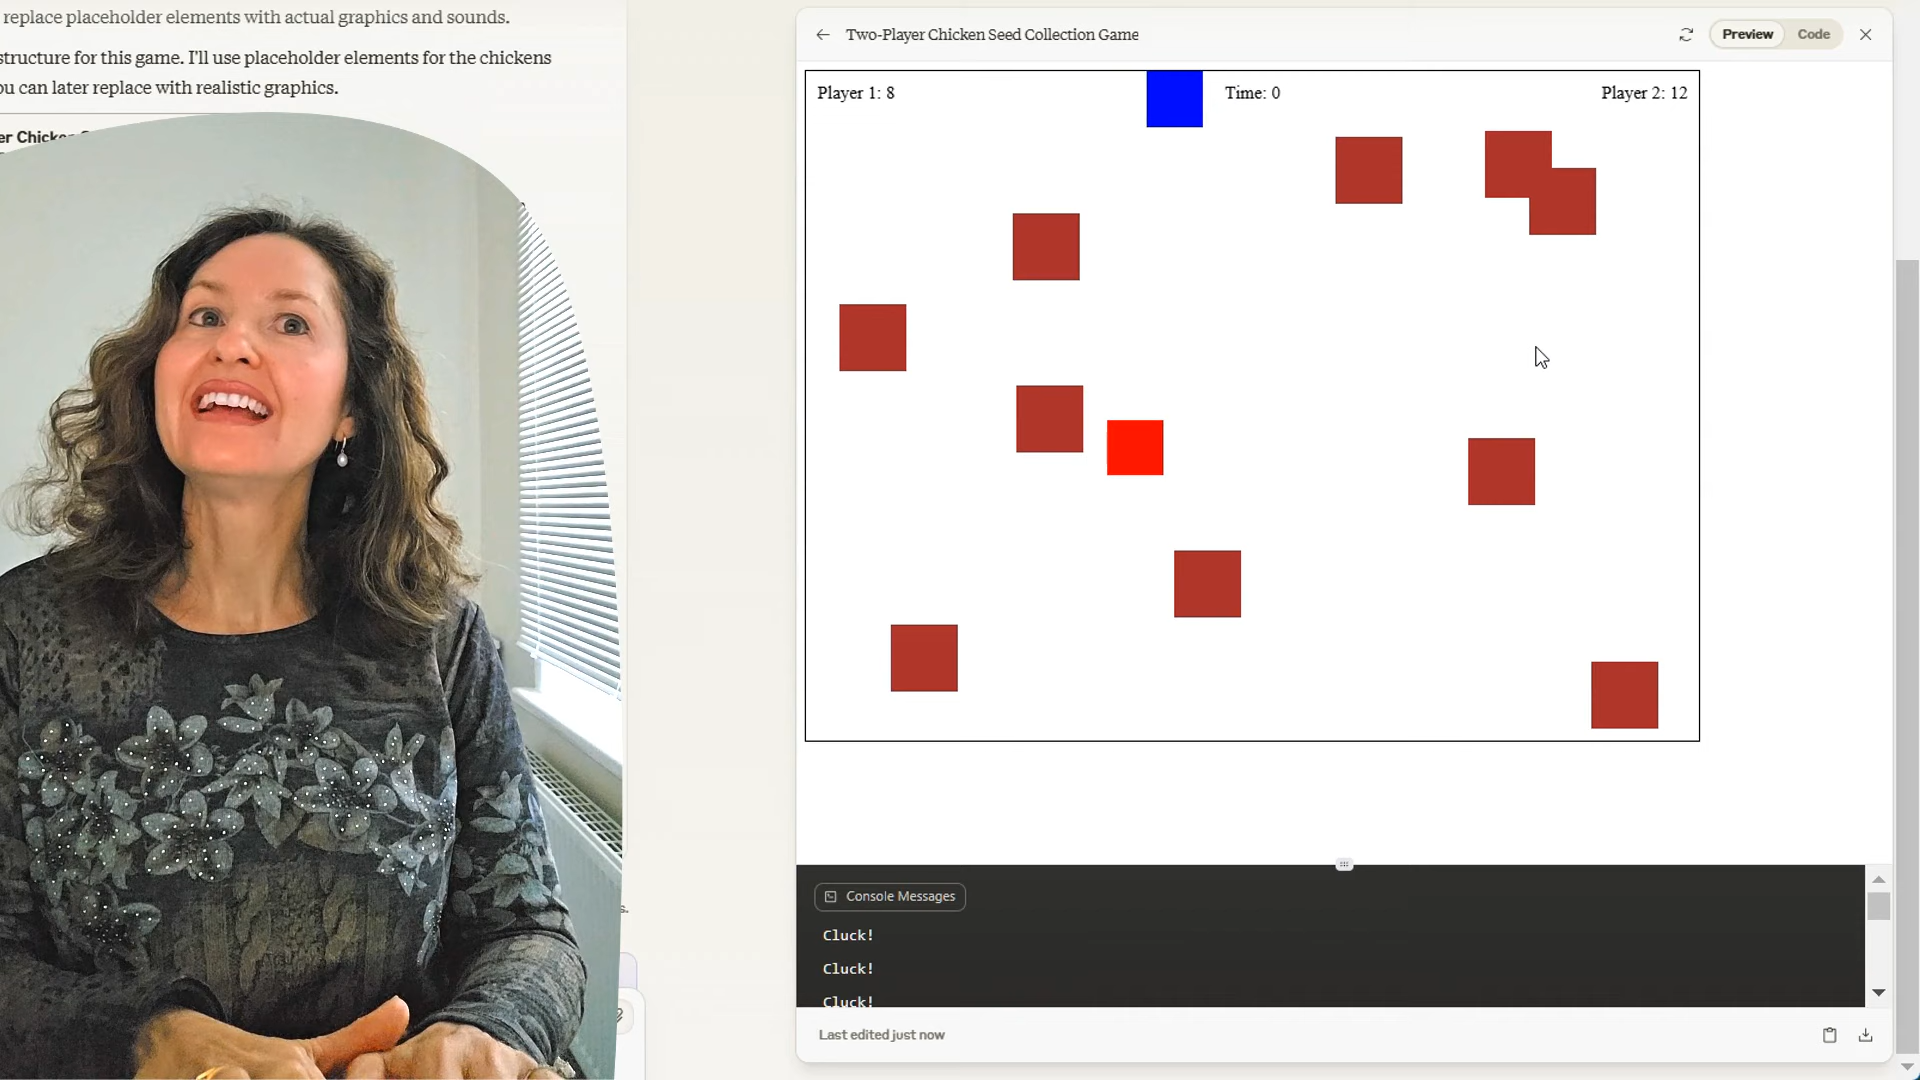 replace placeholder elements with actual graphics and sounds.
structure for this game. I'll use placeholder elements for the chickens
ou can later replace with realistic graphics.
er Chicken
Two-Player Chicken Seed Collection Game
Preview
Code
Player 1: 8
Time: 0
Player 2: 12
Console Messages
Cluck!
Cluck!
Cluck!
s.
Last edited just now